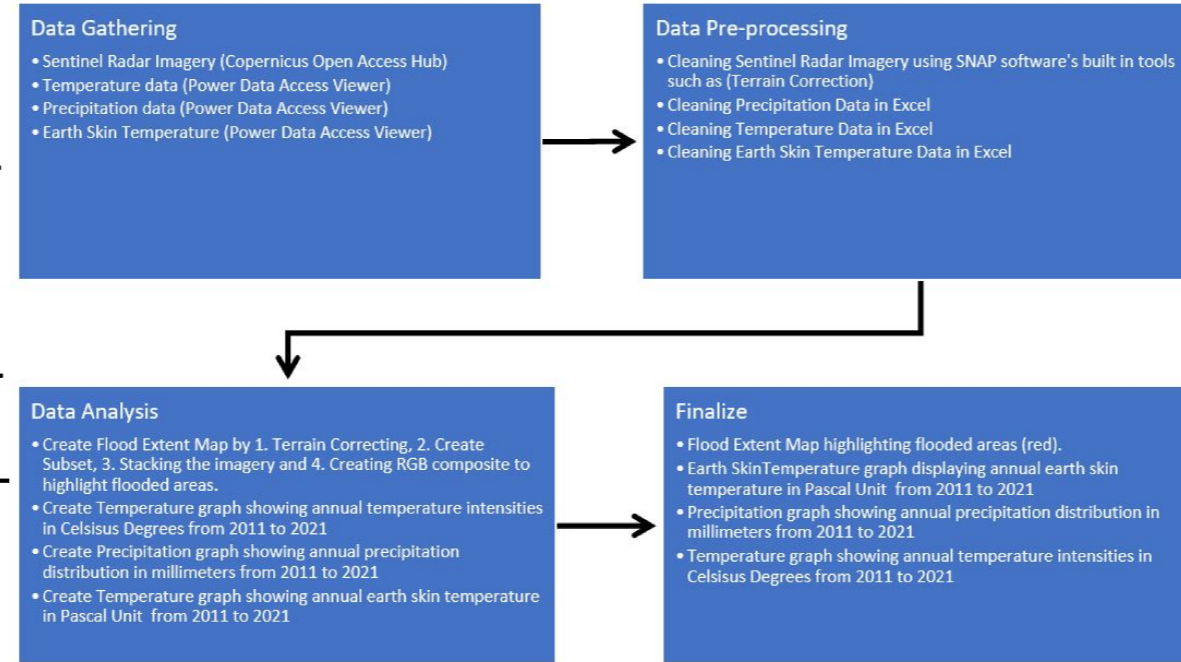 Data Gathering
• Sentinel Radar Imagery (Copernicus Open Access Hub)
• Temperature data (Power Data Access Viewer)
• Precipitation data (Power Data Access Viewer)
• Earth Skin Temperature (Power Data Access Viewer)
Data Pre-processing
• Cleaning Sentinel Radar Imagery using SNAP software's built in tools
such as (Terrain Correction)
• Cleaning Precipitation Data in Excel
• Cleaning Temperature Data in Excel
• Cleaning Earth Skin Temperature Data in Excel
Data Analysis
• Create Flood Extent Map by 1. Terrain Correcting, 2. Create
Subset, 3. Stacking the imagery and 4. Creating RGB composite to
highlight flooded areas.
• Create Temperature graph showing annual temperature intensities
in Celsisus Degrees from 2011 to 2021
• Create Precipitation graph showing annual precipitation
distribution in millimeters from 2011 to 2021
• Create Temperature graph showing annual earth skin temperature
in Pascal Unit from 2011 to 2021
Finalize
• Flood Extent Map highlighting flooded areas (red).
• Earth SkinTemperature graph displaying annual earth skin
temperature in Pascal Unit from 2011 to 2021
• Precipitation graph showing annual precipitation distribution in
millimeters from 2011 to 2021
• Temperature graph showing annual temperature intensities in
Celsisus Degrees from 2011 to 2021